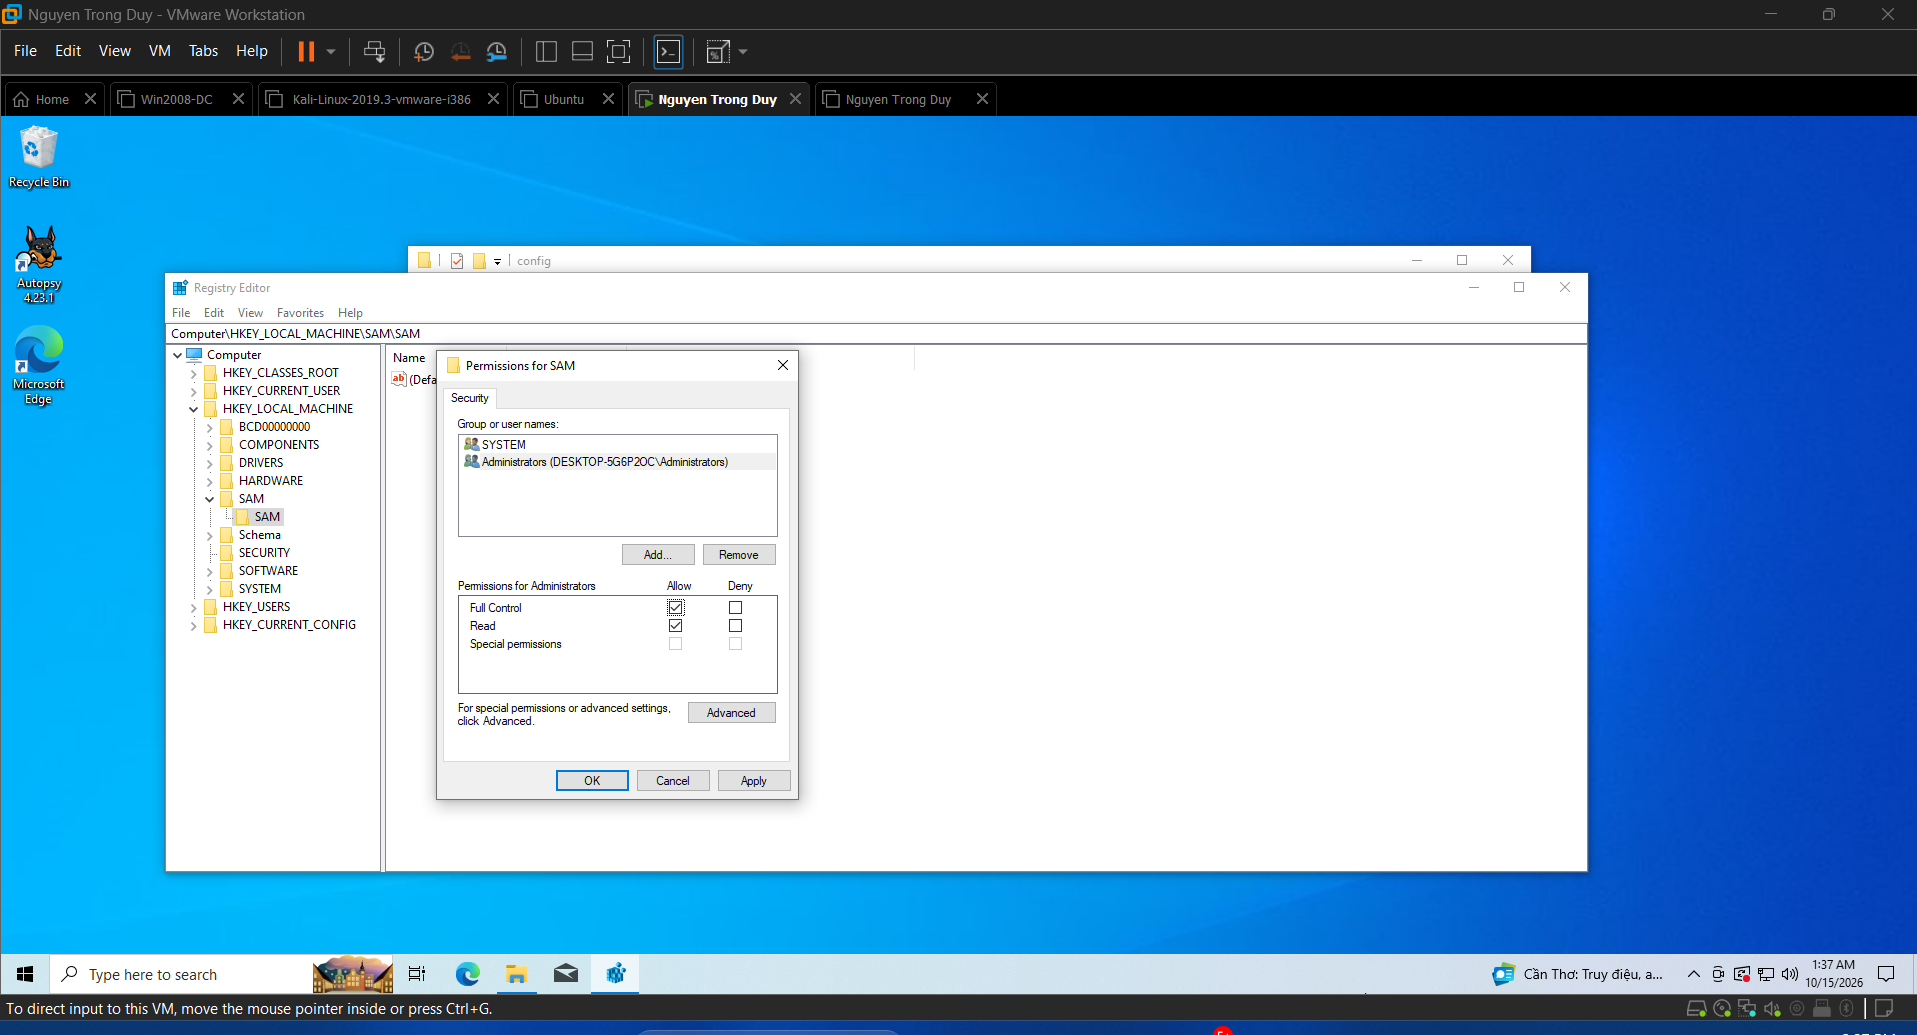 Nguyen Trong Duy - VMware Workstation
File Edit View VM Tabs Help
Home
Win2008-DC
Kali-Linux-2019.3-vmware-i386
Ubuntu
Nguyen Trong Duy
Nguyen Trong Duy
Recycle Bin
Autopsy
4.23.1
Microsoft
Edge
config
Registry Editor
File Edit View Favorites Help
Computer\HKEY_LOCAL_MACHINE\SAM\SAM
Computer
HKEY_CLASSES_ROOT
HKEY_CURRENT_USER
HKEY_LOCAL_MACHINE
BCD00000000
COMPONENTS
DRIVERS
HARDWARE
SAM
SAM
Schema
SECURITY
SOFTWARE
SYSTEM
HKEY_USERS
HKEY_CURRENT_CONFIG
Name
ab (Defa
Permissions for SAM
Security
Group or user names:
SYSTEM
Administrators (DESKTOP-5G6P2OC\Administrators)
Add... Remove
Permissions for Administrators Allow Deny
Full Control
Read
Special permissions
For special permissions or advanced settings,
click Advanced.
Advanced
OK Cancel Apply
Type here to search
Cần Thơ: Truy điệu, a...
1:37 AM
10/15/2026
To direct input to this VM, move the mouse pointer inside or press Ctrl+G.